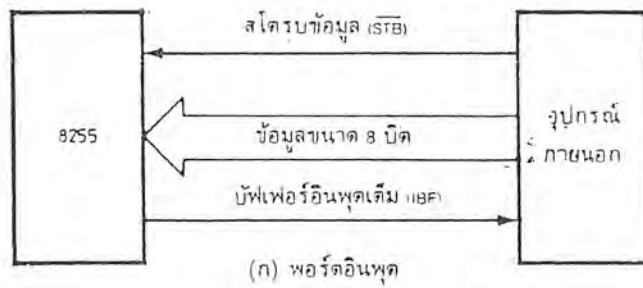 สโตรบข้อมูล (S̅T̅B̅)
8255
ข้อมูลขนาด 8 บิต
อุปกรณ์
ภายนอก
บัฟเฟอร์อินพุตเต็ม (IBF)
(ก) พอร์ตอินพุต